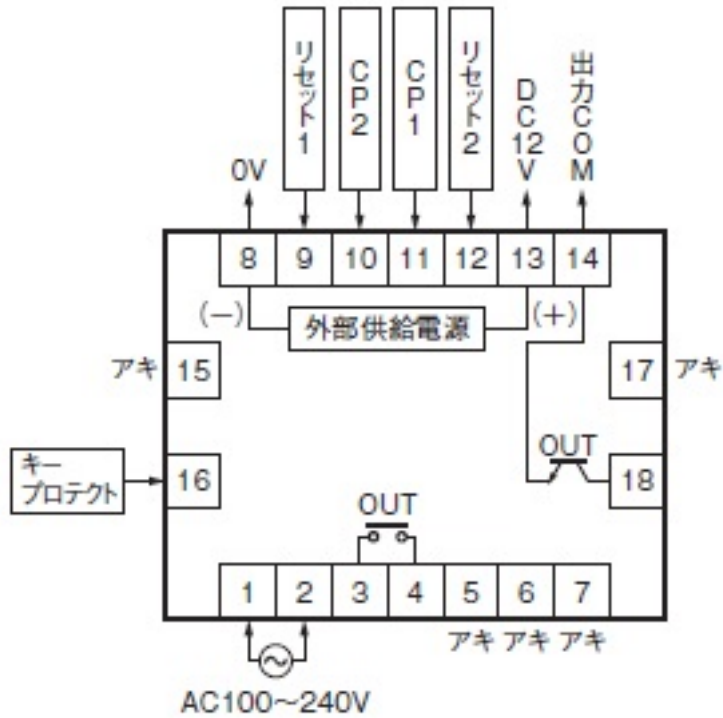 リセット1
CP2
CP1
リセット2
DC12V
出力COM
0V
8 9 10 11 12 13 14
(−) 外部供給電源 (+)
アキ 15
17 アキ
キー
プロテクト
16
OUT
18
OUT
1 2 3 4 5 6 7
アキ アキ アキ
AC100～240V